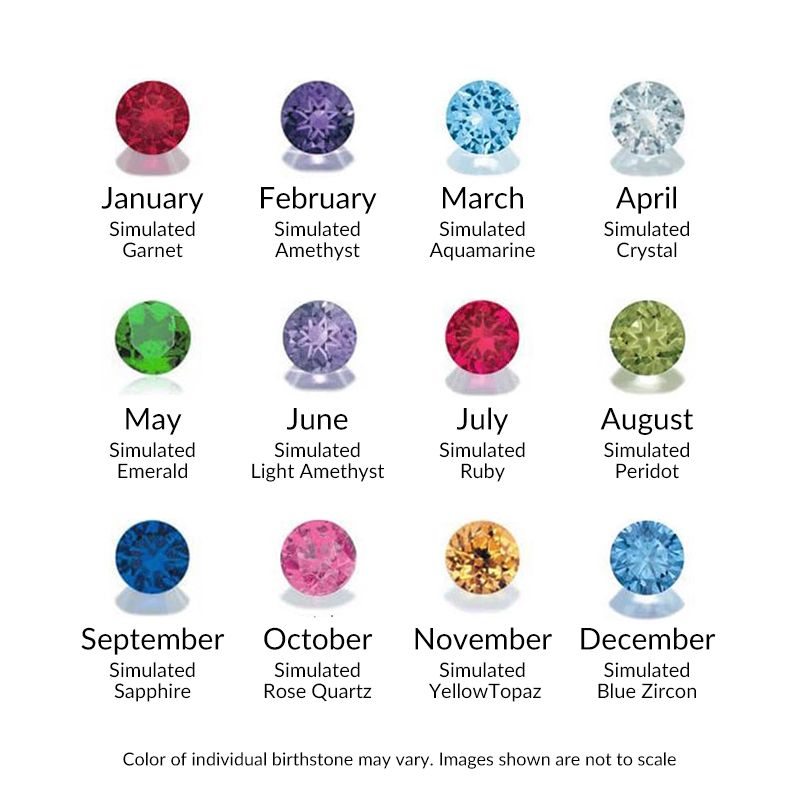 January
Simulated
Garnet
February
Simulated
Amethyst
March
Simulated
Aquamarine
April
Simulated
Crystal
May
Simulated
Emerald
June
Simulated
Light Amethyst
July
Simulated
Ruby
August
Simulated
Peridot
September
Simulated
Sapphire
October
Simulated
Rose Quartz
November
Simulated
YellowTopaz
December
Simulated
Blue Zircon
Color of individual birthstone may vary. Images shown are not to scale